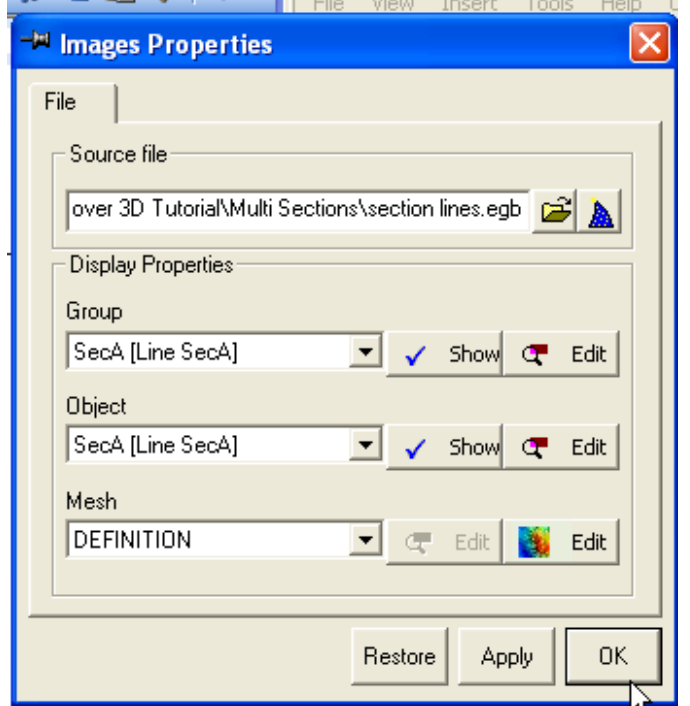 File View Insert Tools Help
Images Properties
File
Source file
over 3D Tutorial\Multi Sections\section lines.egb
Display Properties
Group
SecA [Line SecA] Show Edit
Object
SecA [Line SecA] Show Edit
Mesh
DEFINITION Edit Edit
Restore Apply OK